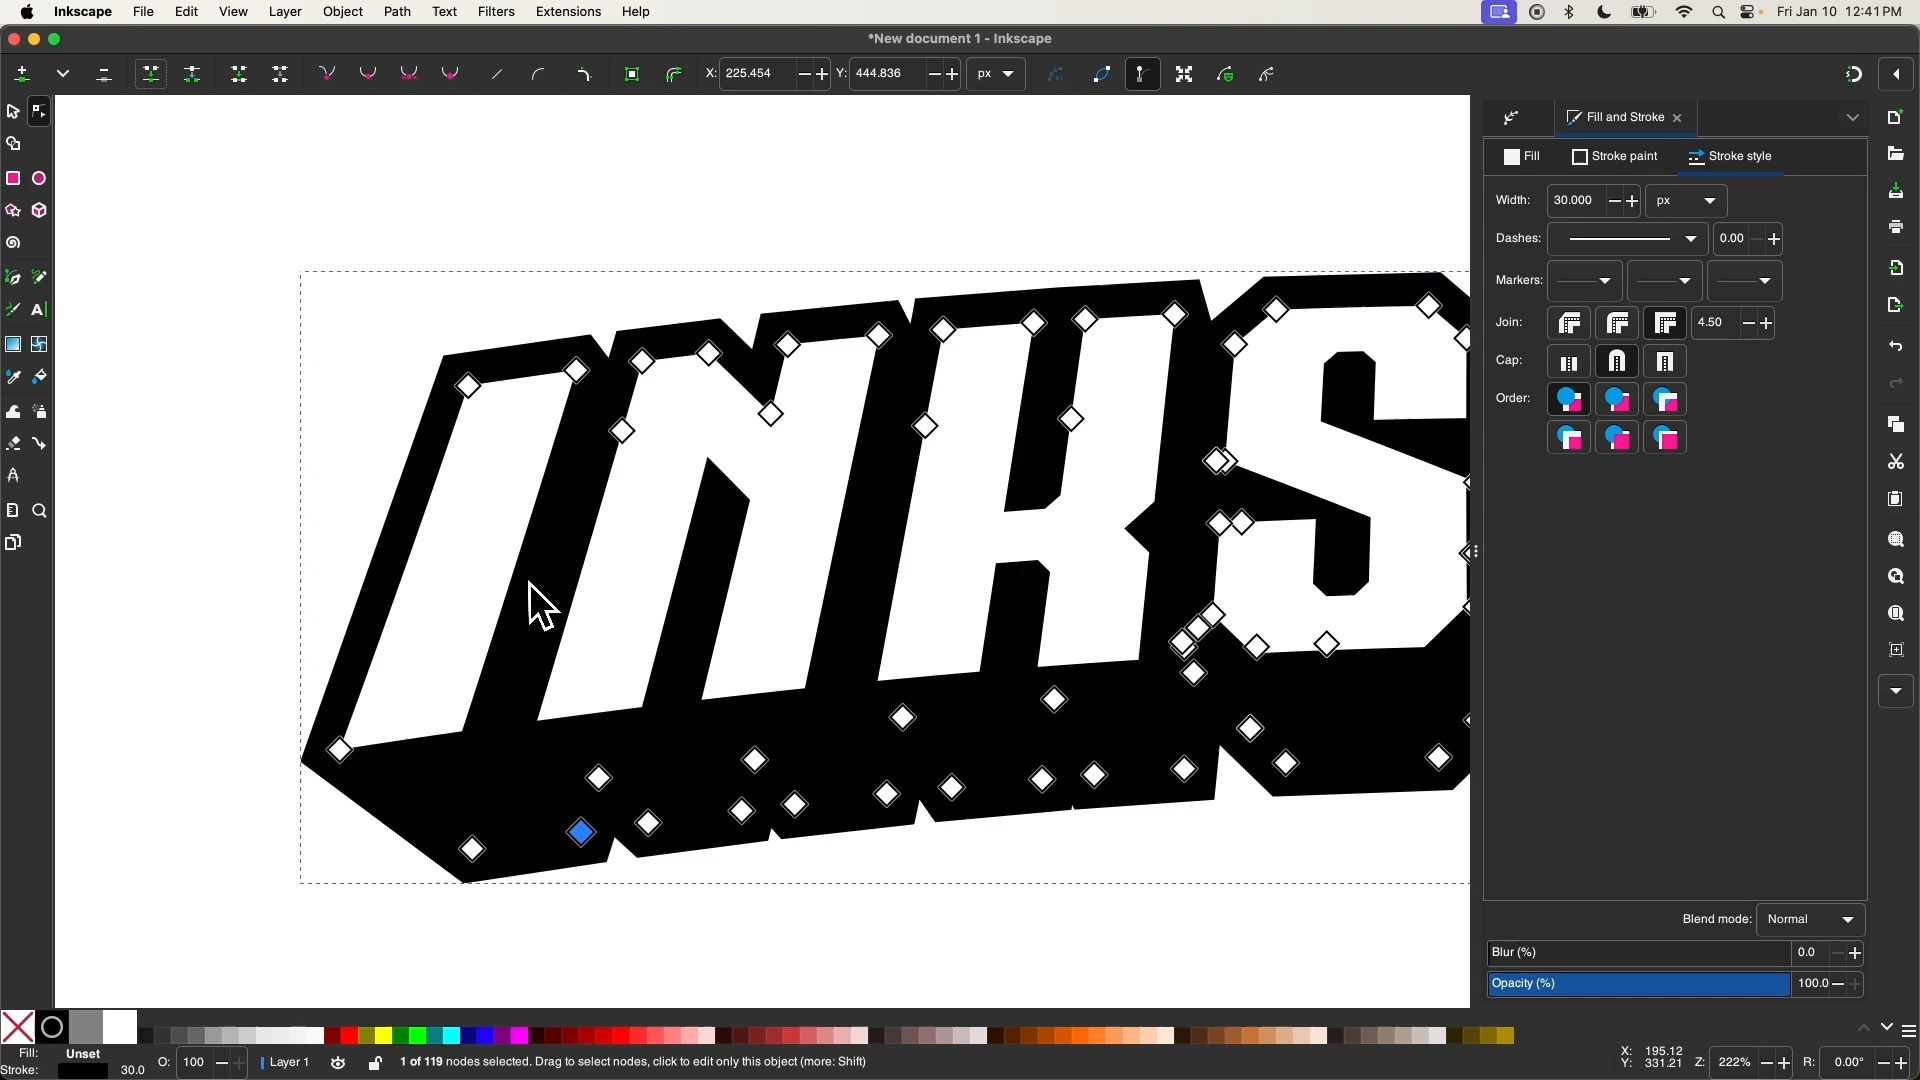 Inkscape File Edit View Layer Object Path Text Filters Extensions Help Fri Jan 10 12:41 PM
*New document 1 - Inkscape
X: 225.454 Y: 444.836 px
Fill and Stroke
Fill Stroke paint Stroke style
Width: 30.000 px
Dashes: 0.00
Markers:
Join: 4.50
Cap:
Order:
INKS
Blend mode: Normal
Blur (%) 0.0
Opacity (%) 100.0
Fill: Unset O: 100 Layer 1 1 of 119 nodes selected. Drag to select nodes, click to edit only this object (more: Shift) X: 195.12 Z: 222% R: 0.00°
Stroke: 30.0 Y: 331.21